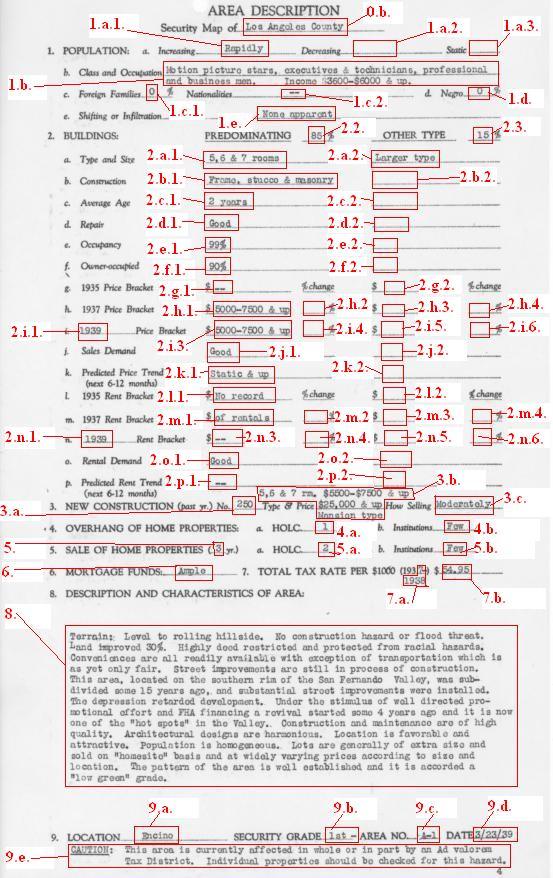 AREA DESCRIPTION
Security Map of Los Angeles County 0.b.
1.a.1. 1.a.2. 1.a.3.
1. POPULATION: a. Increasing Rapidly Decreasing Static
1.b. b. Class and Occupation Motion picture stars, executives & technicians, professional
and business men. Income $3600-$6000 & up.
c. Foreign Families 0 % Nationalities -- d. Negro 0 %
1.c.1. 1.c.2. 1.d.
1.e. e. Shifting or Infiltration None apparent
2. BUILDINGS: PREDOMINATING 85% 2.2. OTHER TYPE 15% 2.3.
a. Type and Size 2.a.1. 5,6 & 7 rooms 2.a.2. Larger type
b. Construction 2.b.1. Frame, stucco & masonry 2.b.2.
c. Average Age 2.c.1. 2 years 2.c.2.
d. Repair 2.d.1. Good 2.d.2.
e. Occupancy 2.e.1. 99% 2.e.2.
f. Owner-occupied 2.f.1. 90% 2.f.2.
g. 1935 Price Bracket $ -- 2.g.1. % change $ 2.g.2. % change
h. 1937 Price Bracket 2.h.1. $ 5000-7500 & up % 2.h.2 $ 2.h.3. % 2.h.4.
2.i.1. i. 1939 Price Bracket 2.i.3. $ 5000-7500 & up % 2.i.4. $ 2.i.5. % 2.i.6.
j. Sales Demand Good 2.j.1. 2.j.2.
k. Predicted Price Trend 2.k.1. Static & up 2.k.2.
(next 6-12 months)
l. 1935 Rent Bracket 2.l.1. $ No record % change $ 2.l.2. % change
m. 1937 Rent Bracket 2.m.1. $ of rentals % 2.m.2 $ 2.m.3. % 2.m.4.
2.n.1. n. 1939 Rent Bracket $ -- 2.n.3. % 2.n.4. $ 2.n.5. % 2.n.6.
o. Rental Demand 2.o.1. Good 2.o.2.
p. Predicted Rent Trend 2.p.1. -- 2.p.2.
(next 6-12 months) 5,6 & 7 rm. $5500-$7500 & up 3.b.
3.a. 3. NEW CONSTRUCTION (past yr.) No. 250 Type & Price $25,000 & up How Selling Moderately 3.c.
Mansion type
4. OVERHANG OF HOME PROPERTIES: a. HOLC. 1 4.a. b. Institutions Few 4.b.
5. 5. SALE OF HOME PROPERTIES (3 yr.) a. HOLC. 2 5.a. b. Institutions Few 5.b.
6. 6. MORTGAGE FUNDS: Ample 7. TOTAL TAX RATE PER $1000 (193 ) $ 54.95
1938
7.a. 7.b.
8. DESCRIPTION AND CHARACTERISTICS OF AREA:
8.
Terrain: Level to rolling hillside. No construction hazard or flood threat.
Land improved 30%. Highly deed restricted and protected from racial hazards.
Conveniences are all readily available with exception of transportation which is
as yet only fair. Street improvements are still in process of construction.
This area, located on the southern rim of the San Fernando Valley, was sub-
divided some 15 years ago, and substantial street improvements were installed.
The depression retarded development. Under the stimulus of well directed pro-
motional effort and FHA financing a revival started some 4 years ago and it is now
one of the "hot spots" in the Valley. Construction and maintenance are of high
quality. Architectural designs are harmonious. Location is favorable and
attractive. Population is homogeneous. Lots are generally of extra size and
sold on "homesite" basis and at widely varying prices according to size and
location. The pattern of the area is well established and it is accorded a
"low green" grade.
9.a. 9.b. 9.c. 9.d.
9. LOCATION Encino SECURITY GRADE 1st - AREA NO. A-1 DATE 3/23/39
9.e. CAUTION: This area is currently affected in whole or in part by an Ad valorem
Tax District. Individual properties should be checked for this hazard.
4